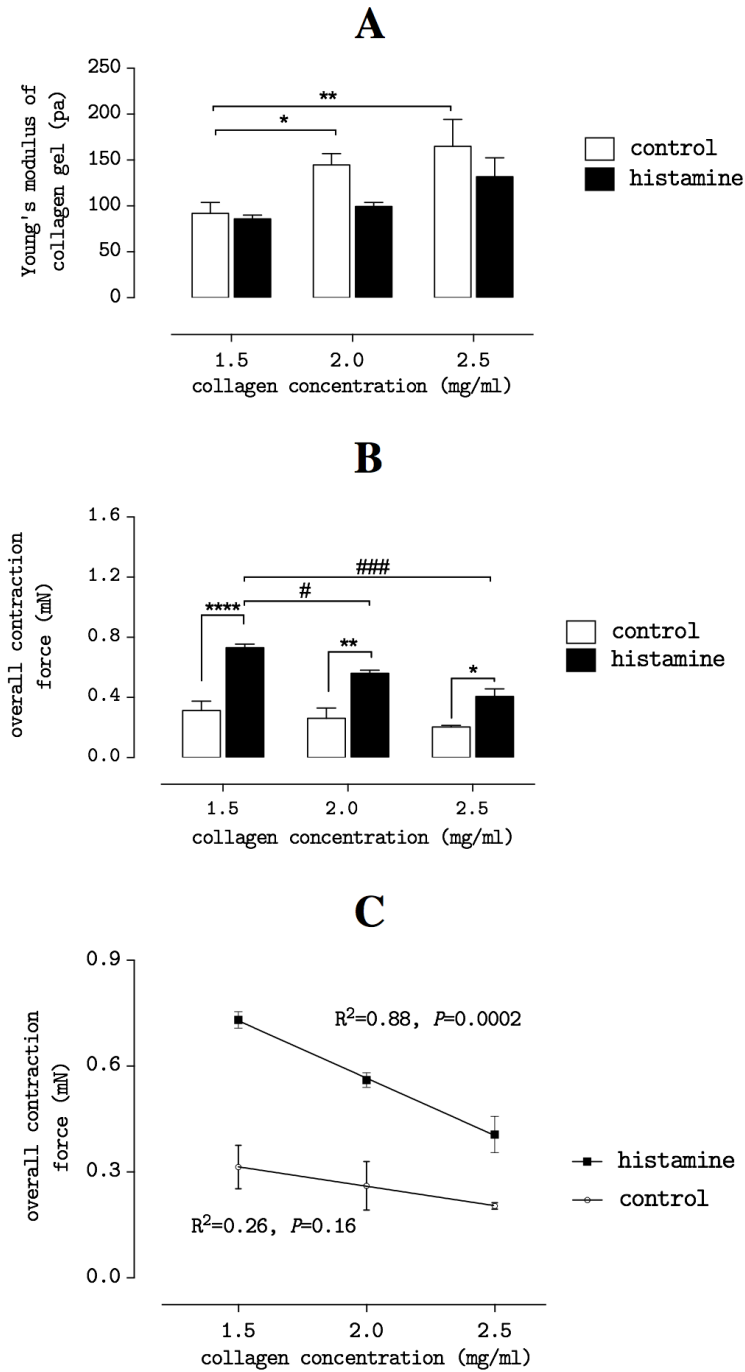 A
Young's modulus of
collagen gel (pa)
250
200
150
100
50
0
**
*
control
histamine
1.5 2.0 2.5
collagen concentration (mg/ml)
B
overall contraction
force (mN)
1.6
1.2
0.8
0.4
0.0
###
#
****
**
*
control
histamine
1.5 2.0 2.5
collagen concentration (mg/ml)
C
overall contraction
force (mN)
0.9
0.6
0.3
0.0
R²=0.88, P=0.0002
R²=0.26, P=0.16
histamine
control
1.5 2.0 2.5
collagen concentration (mg/ml)